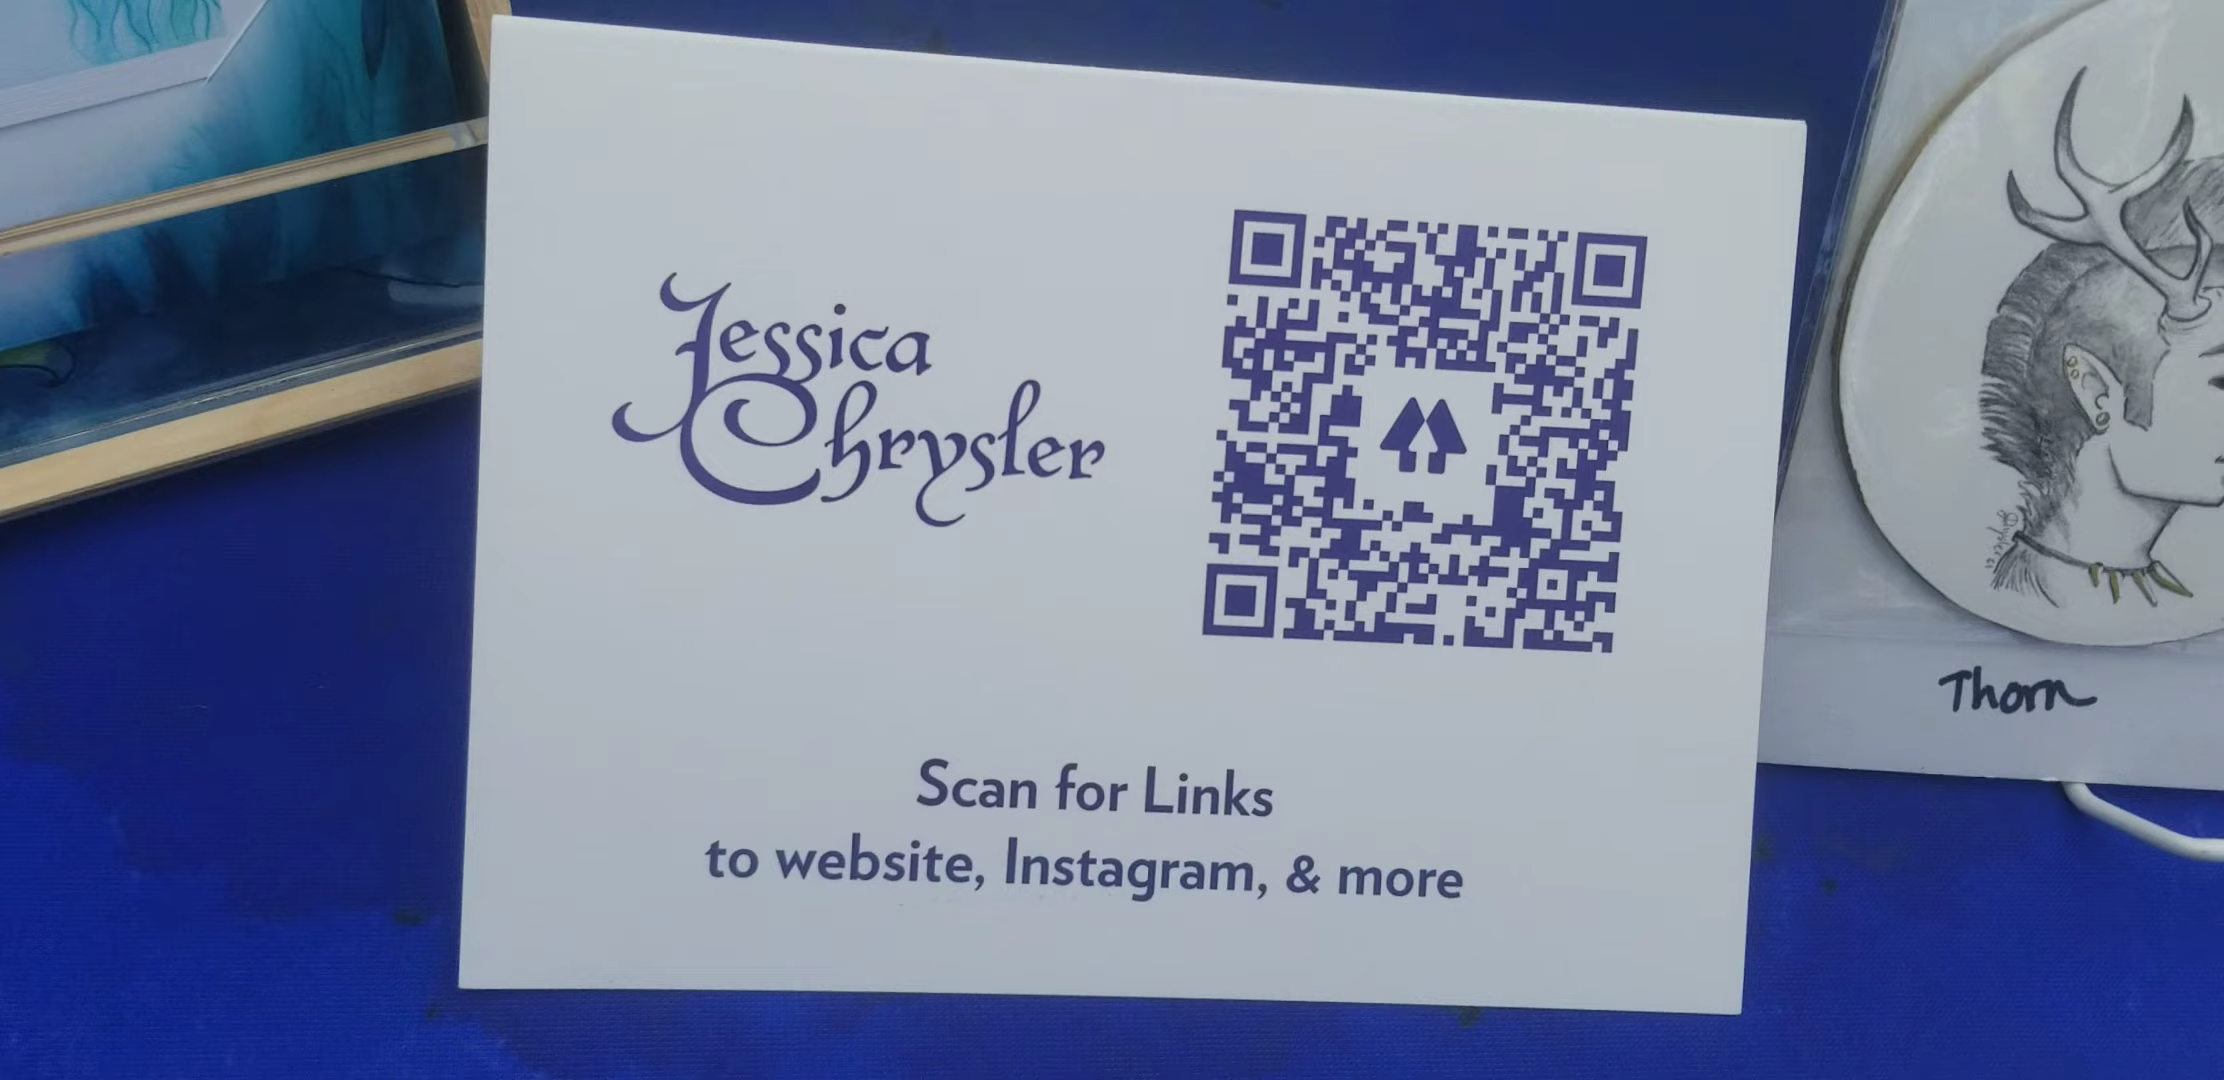 Jessica
Chrysler
Scan for Links
to website, Instagram, & more
Thorn